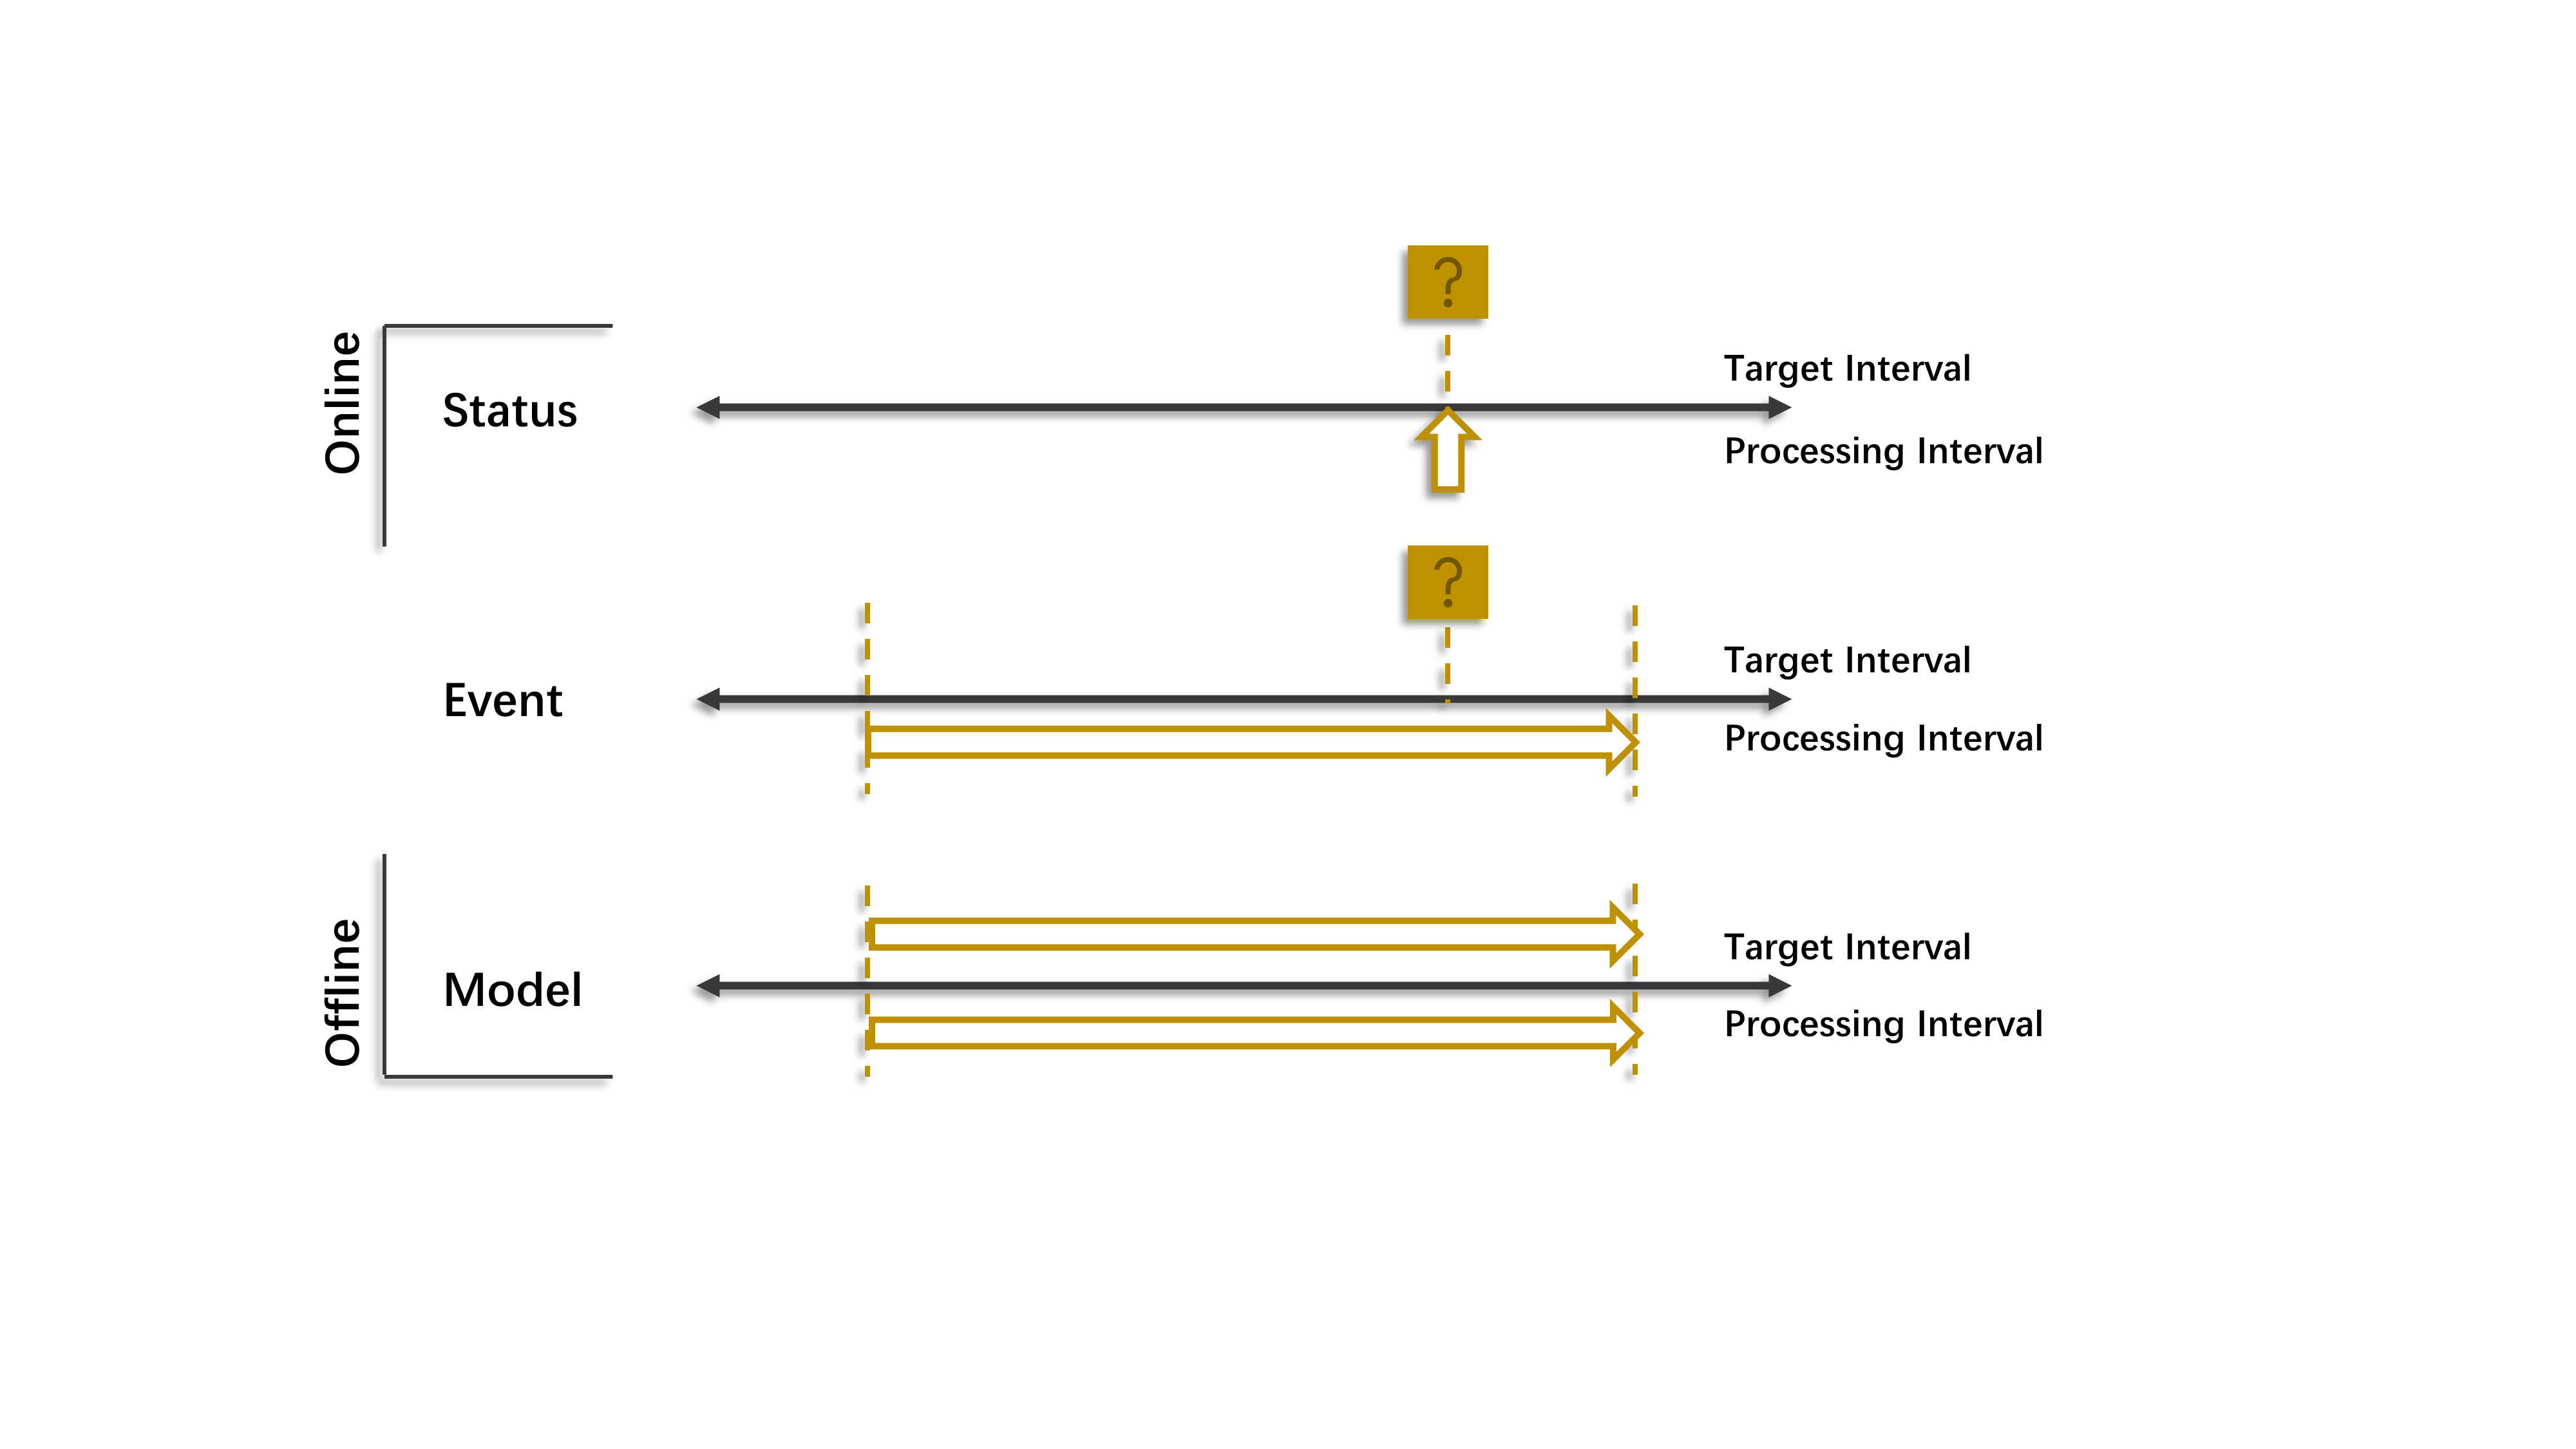 ?
Online
Status
Target Interval
Processing Interval
?
Event
Target Interval
Processing Interval
Offline
Model
Target Interval
Processing Interval